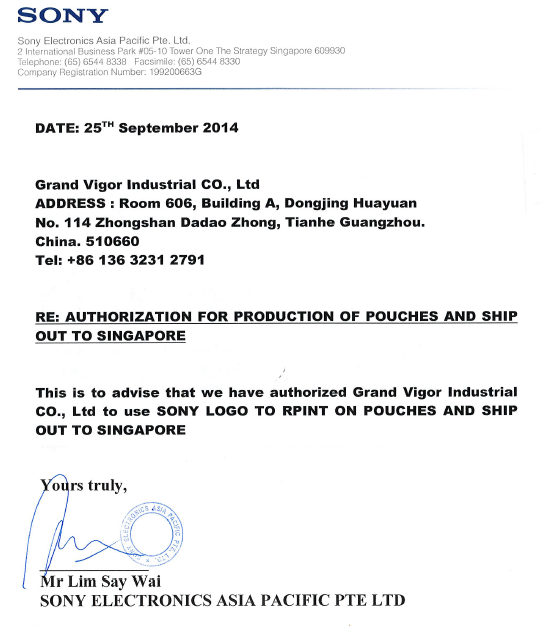 SONY
Sony Electronics Asia Pacific Pte. Ltd.
2 International Business Park #05-10 Tower One The Strategy Singapore 609930
Telephone: (65) 6544 8338 Facsimile: (65) 6544 8330
Company Registration Number: 199200663G
DATE: 25TH September 2014
Grand Vigor Industrial CO., Ltd
ADDRESS : Room 606, Building A, Dongjing Huayuan
No. 114 Zhongshan Dadao Zhong, Tianhe Guangzhou.
China. 510660
Tel: +86 136 3231 2791
RE: AUTHORIZATION FOR PRODUCTION OF POUCHES AND SHIP
OUT TO SINGAPORE
This is to advise that we have authorized Grand Vigor Industrial
CO., Ltd to use SONY LOGO TO RPINT ON POUCHES AND SHIP
OUT TO SINGAPORE
Yours truly,
SONY ELECTRONICS ASIA PACIFIC PTE. LTD.
Mr Lim Say Wai
SONY ELECTRONICS ASIA PACIFIC PTE LTD